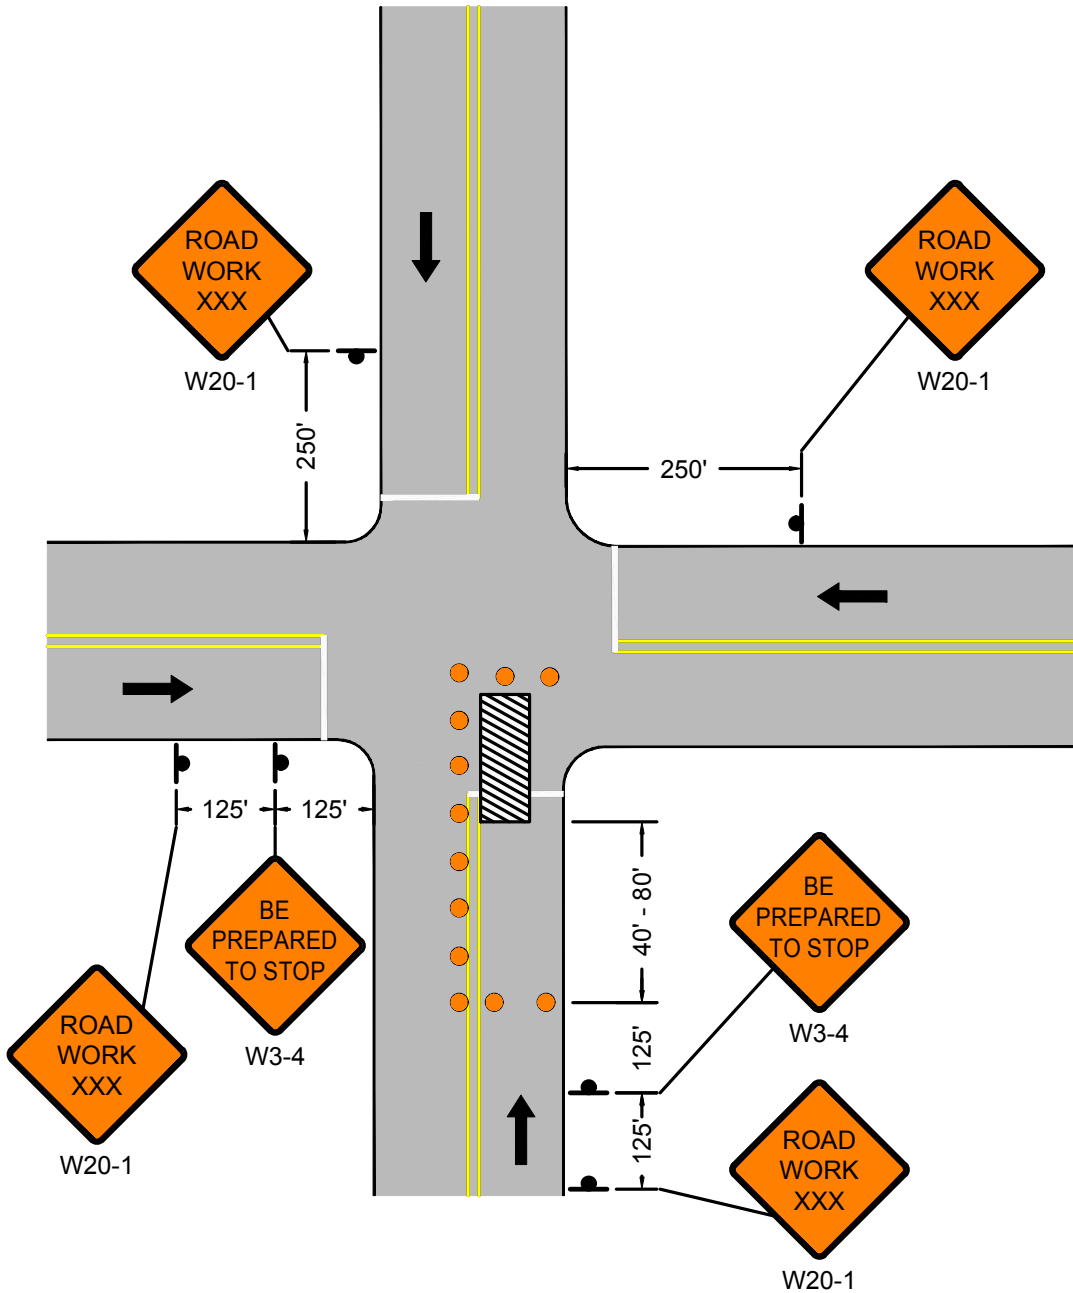 ROAD
WORK
XXX
W20-1
250'
ROAD
WORK
XXX
W20-1
250'
125'
125'
BE
PREPARED
TO STOP
W3-4
ROAD
WORK
XXX
W20-1
40' - 80'
BE
PREPARED
TO STOP
W3-4
125'
125'
ROAD
WORK
XXX
W20-1